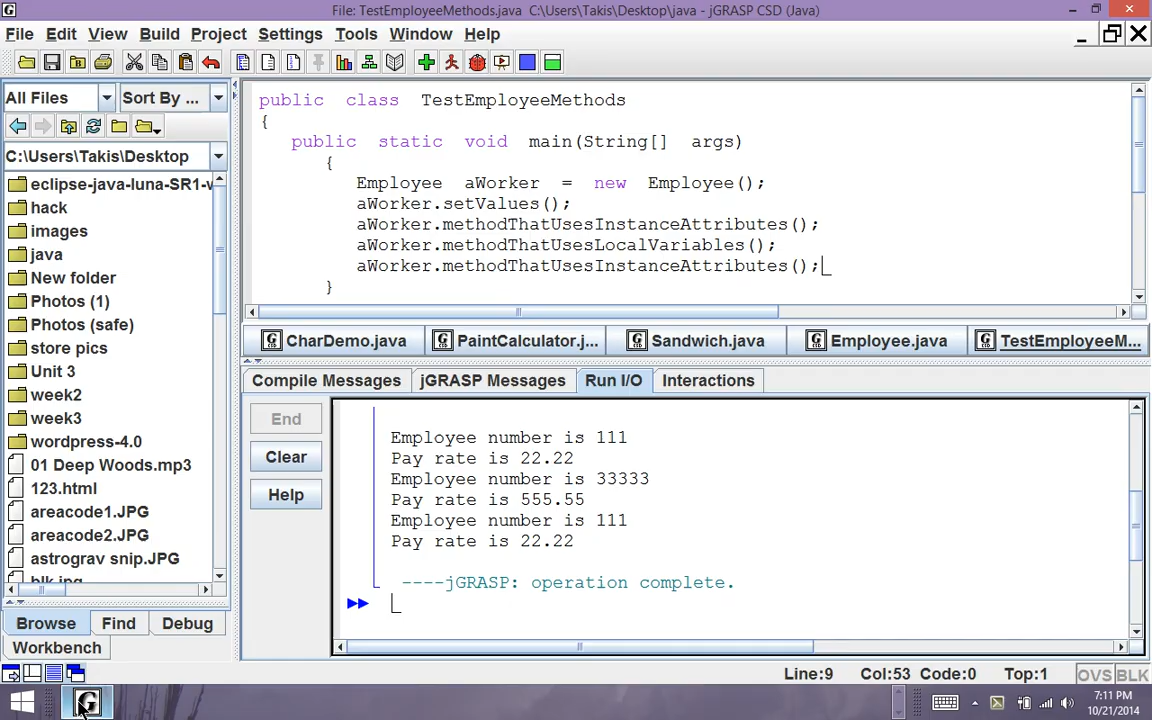 File: TestEmployeeMethods.java  C:\Users\Takis\Desktop\java - jGRASP CSD (Java)
File Edit View Build Project Settings Tools Window Help
All Files
Sort By ...
C:\Users\Takis\Desktop
eclipse-java-luna-SR1-
hack
images
java
New folder
Photos (1)
Photos (safe)
store pics
Unit 3
week2
week3
wordpress-4.0
01 Deep Woods.mp3
123.html
areacode1.JPG
areacode2.JPG
astrograv snip.JPG
blk.jpg
Browse Find Debug
Workbench
public class TestEmployeeMethods
{
public static void main(String[] args)
{
Employee aWorker = new Employee();
aWorker.setValues();
aWorker.methodThatUsesInstanceAttributes();
aWorker.methodThatUsesLocalVariables();
aWorker.methodThatUsesInstanceAttributes();
}
CharDemo.java PaintCalculator.j... Sandwich.java Employee.java TestEmployeeM...
Compile Messages jGRASP Messages Run I/O Interactions
End
Clear
Help
Employee number is 111
Pay rate is 22.22
Employee number is 33333
Pay rate is 555.55
Employee number is 111
Pay rate is 22.22
----jGRASP: operation complete.
Line:9 Col:53 Code:0 Top:1 OVS BLK
7:11 PM
10/21/2014